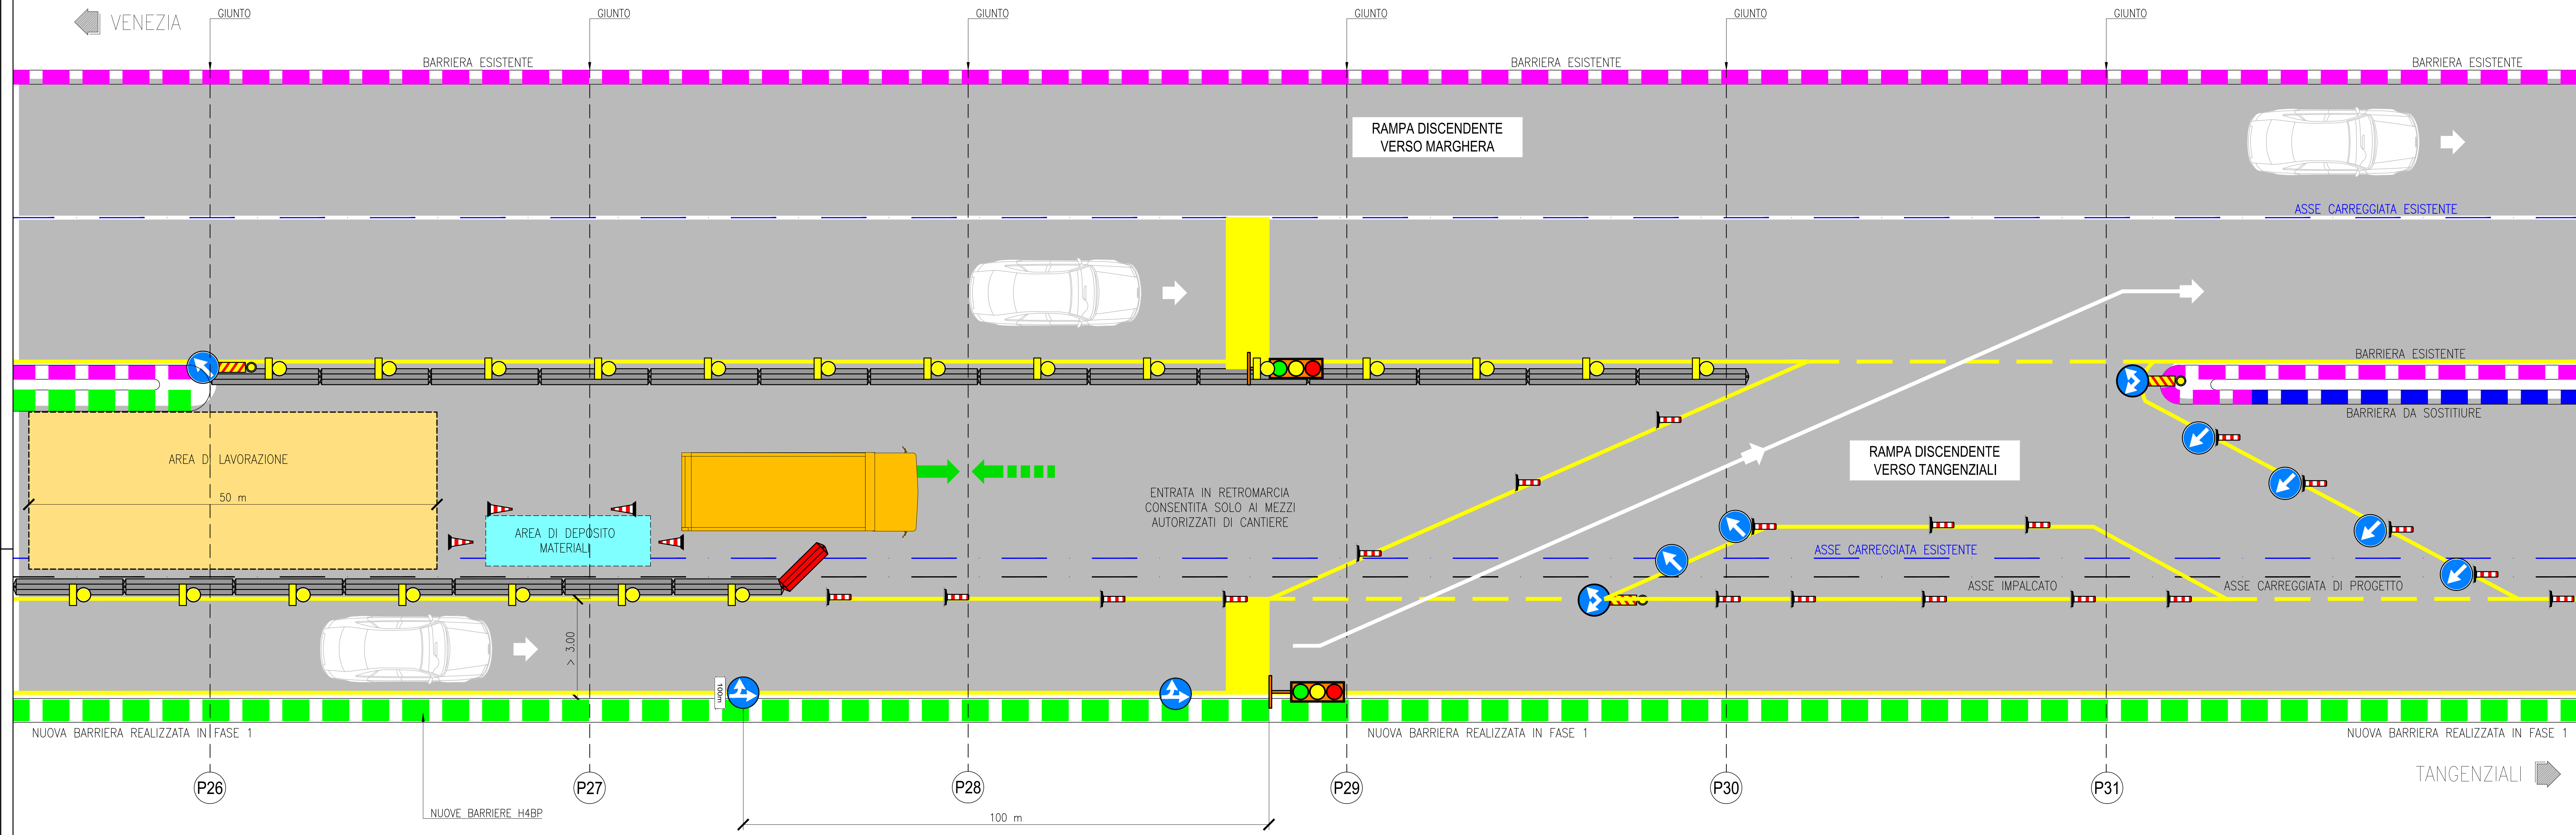 VENEZIA
GIUNTO
GIUNTO
GIUNTO
GIUNTO
GIUNTO
GIUNTO
BARRIERA ESISTENTE
BARRIERA ESISTENTE
BARRIERA ESISTENTE
RAMPA DISCENDENTE
VERSO MARGHERA
ASSE CARREGGIATA ESISTENTE
BARRIERA ESISTENTE
BARRIERA DA SOSTITIURE
AREA DI LAVORAZIONE
50 m
AREA DI DEPOSITO
MATERIALI
ENTRATA IN RETROMARCIA
CONSENTITA SOLO AI MEZZI
AUTORIZZATI DI CANTIERE
RAMPA DISCENDENTE
VERSO TANGENZIALI
ASSE CARREGGIATA ESISTENTE
ASSE IMPALCATO
ASSE CARREGGIATA DI PROGETTO
> 3.00
100m
NUOVA BARRIERA REALIZZATA IN FASE 1
NUOVA BARRIERA REALIZZATA IN FASE 1
NUOVA BARRIERA REALIZZATA IN FASE 1
TANGENZIALI
P26
P27
P28
P29
P30
P31
NUOVE BARRIERE H4BP
100 m